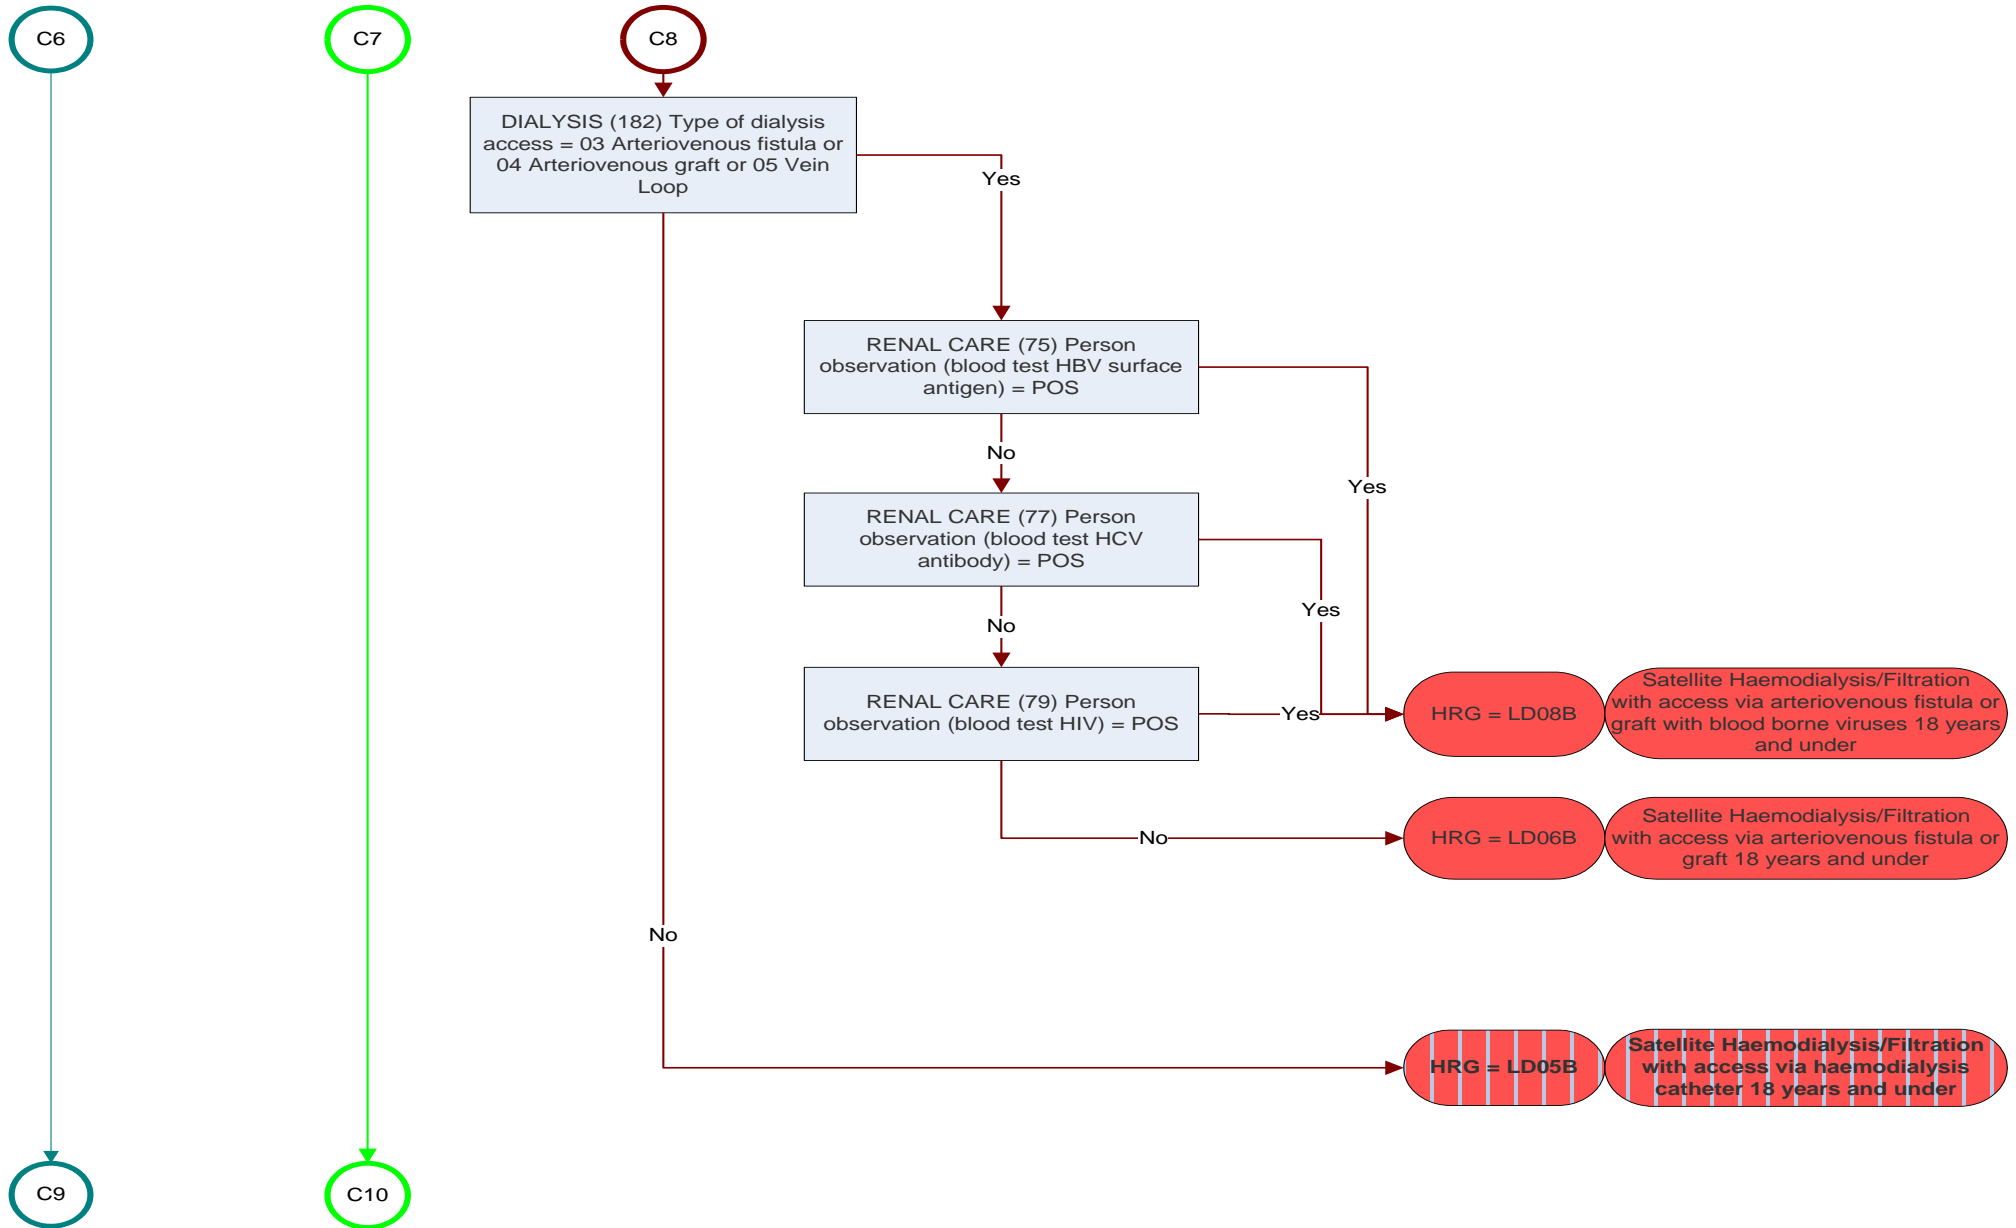 C6
C7
C8
DIALYSIS (182) Type of dialysis
access = 03 Arteriovenous fistula or
04 Arteriovenous graft or 05 Vein
Loop
Yes
RENAL CARE (75) Person
observation (blood test HBV surface
antigen) = POS
No
Yes
RENAL CARE (77) Person
observation (blood test HCV
antibody) = POS
Yes
No
RENAL CARE (79) Person
observation (blood test HIV) = POS
Yes
HRG = LD08B
Satellite Haemodialysis/Filtration
with access via arteriovenous fistula or
graft with blood borne viruses 18 years
and under
No
HRG = LD06B
Satellite Haemodialysis/Filtration
with access via arteriovenous fistula or
graft 18 years and under
No
HRG = LD05B
Satellite Haemodialysis/Filtration
with access via haemodialysis
catheter 18 years and under
C9
C10